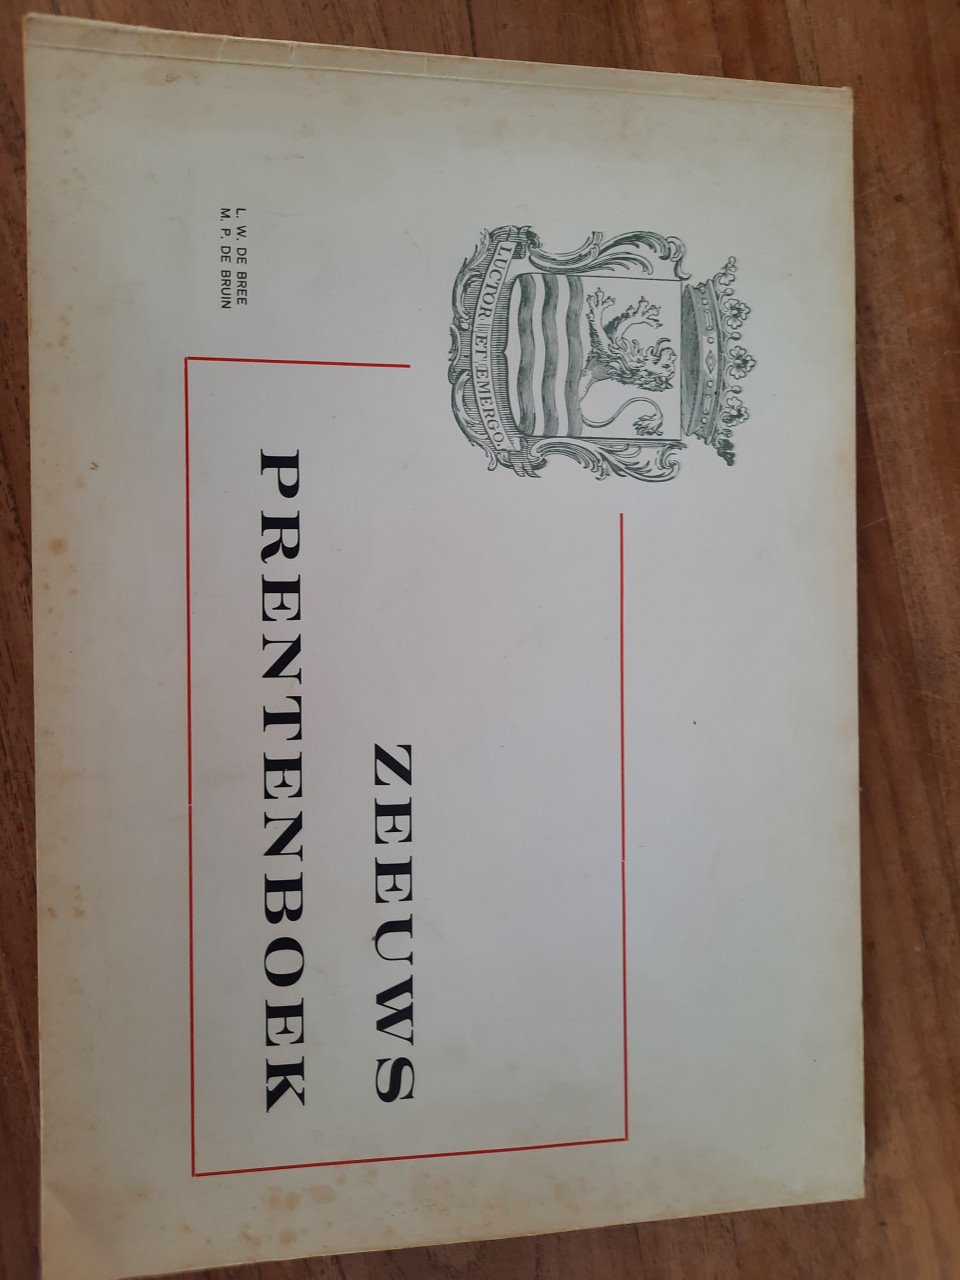 LUCTOR ET EMERGO.
ZEEUWS
PRENTENBOEK
L. W. DE BREE
M. P. DE BRUIN